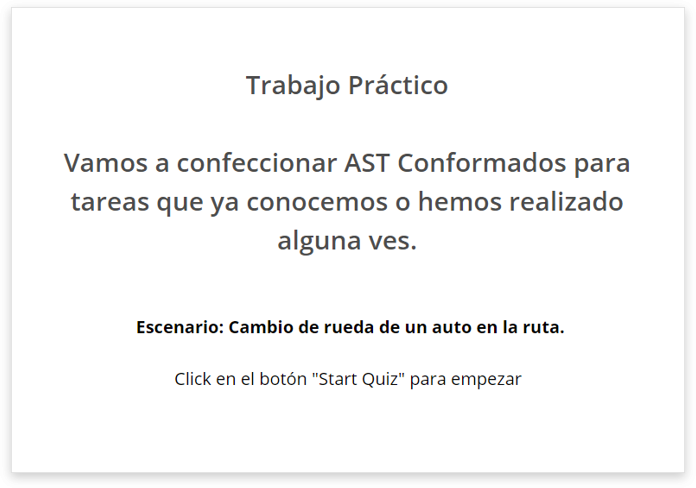 Trabajo Práctico
Vamos a confeccionar AST Conformados para
tareas que ya conocemos o hemos realizado
alguna ves.
Escenario: Cambio de rueda de un auto en la ruta.
Click en el botón "Start Quiz" para empezar